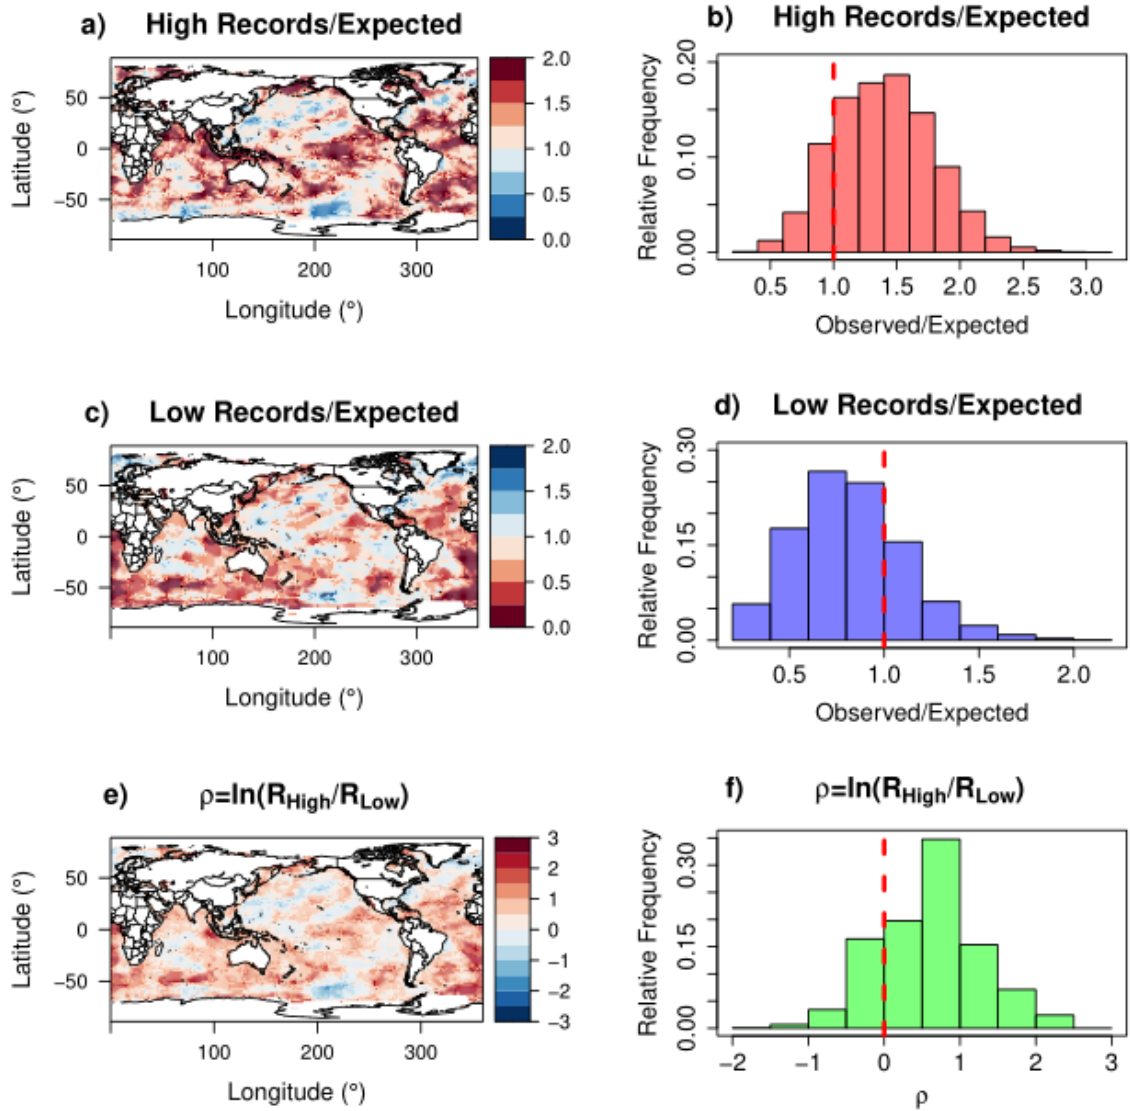 a) High Records/Expected
Latitude (°)
50
0
−50
100 200 300
Longitude (°)
2.0
1.5
1.0
0.5
0.0
b) High Records/Expected
Relative Frequency
0.20
0.10
0.00
0.5 1.0 1.5 2.0 2.5 3.0
Observed/Expected
c) Low Records/Expected
Latitude (°)
50
0
−50
100 200 300
Longitude (°)
2.0
1.5
1.0
0.5
0.0
d) Low Records/Expected
Relative Frequency
0.30
0.15
0.00
0.5 1.0 1.5 2.0
Observed/Expected
e) ρ=ln(RHigh/RLow)
Latitude (°)
50
0
−50
100 200 300
Longitude (°)
3
2
1
0
−1
−2
−3
f) ρ=ln(RHigh/RLow)
Relative Frequency
0.30
0.15
0.00
−2 −1 0 1 2 3
ρ